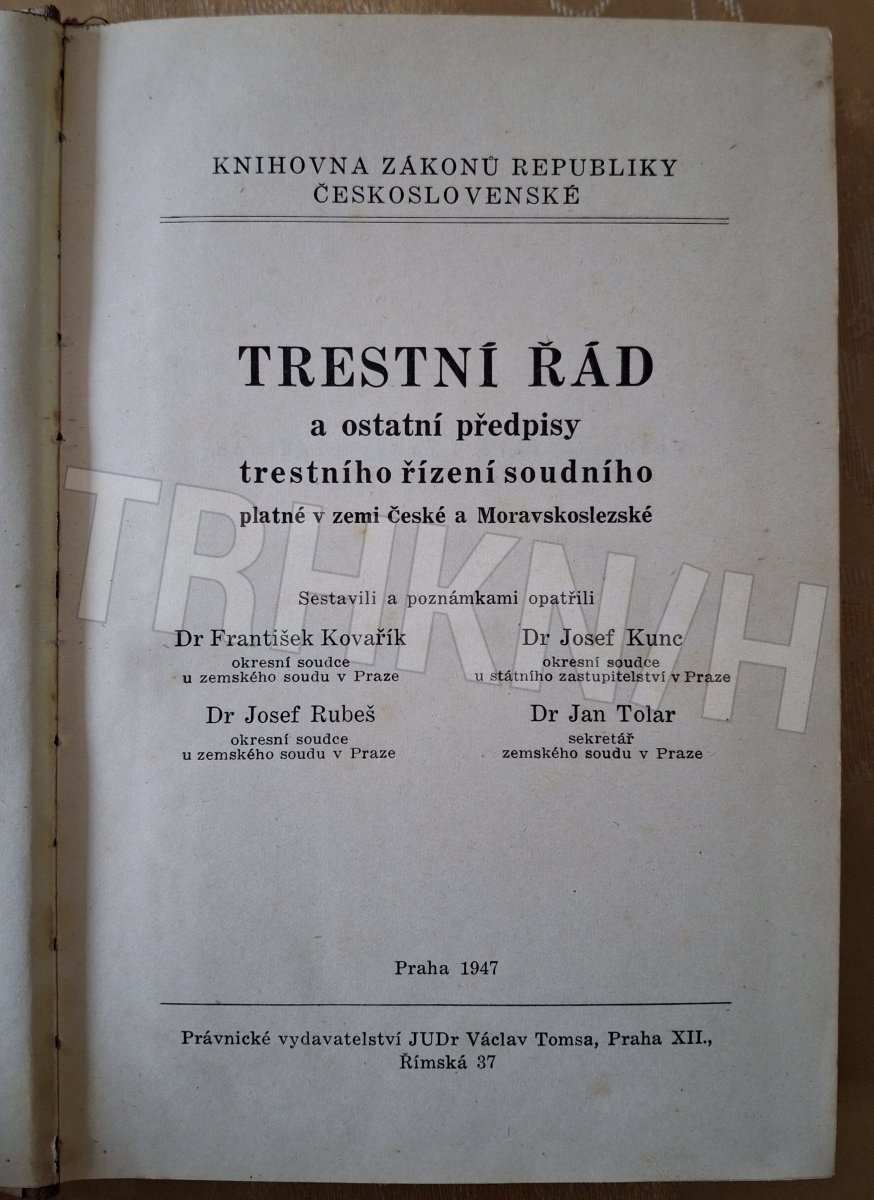 KNIHOVNA ZÁKONŮ REPUBLIKY
ČESKOSLOVENSKÉ
TRESTNÍ ŘÁD
a ostatní předpisy
trestního řízení soudního
platné v zemi České a Moravskoslezské
Sestavili a poznámkami opatřili
Dr František Kovařík
okresní soudce
u zemského soudu v Praze
Dr Josef Kunc
okresní soudce
u státního zastupitelství v Praze
Dr Josef Rubeš
okresní soudce
u zemského soudu v Praze
Dr Jan Tolar
sekretář
zemského soudu v Praze
Praha 1947
Právnické vydavatelství JUDr Václav Tomsa, Praha XII.,
Římská 37
TRHKNIH